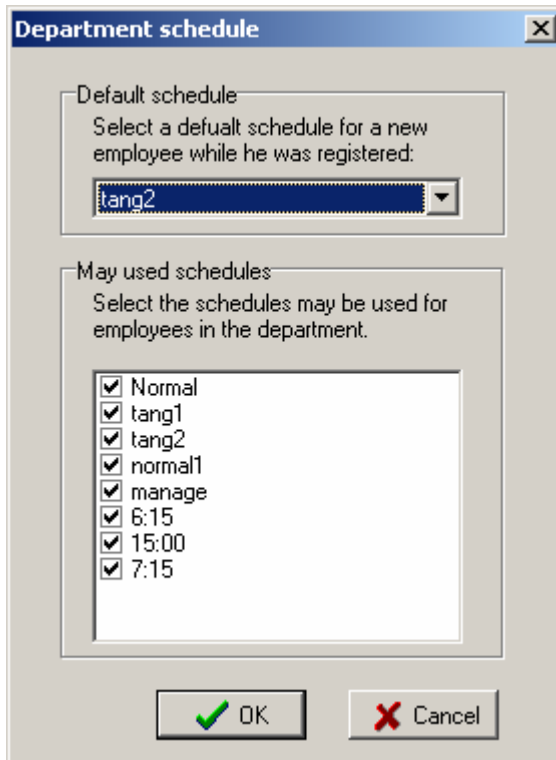 Department schedule
Default schedule
Select a defualt schedule for a new
employee while he was registered:
tang2
May used schedules
Select the schedules may be used for
employees in the department.
Normal
tang1
tang2
normal1
manage
6:15
15:00
7:15
OK
Cancel